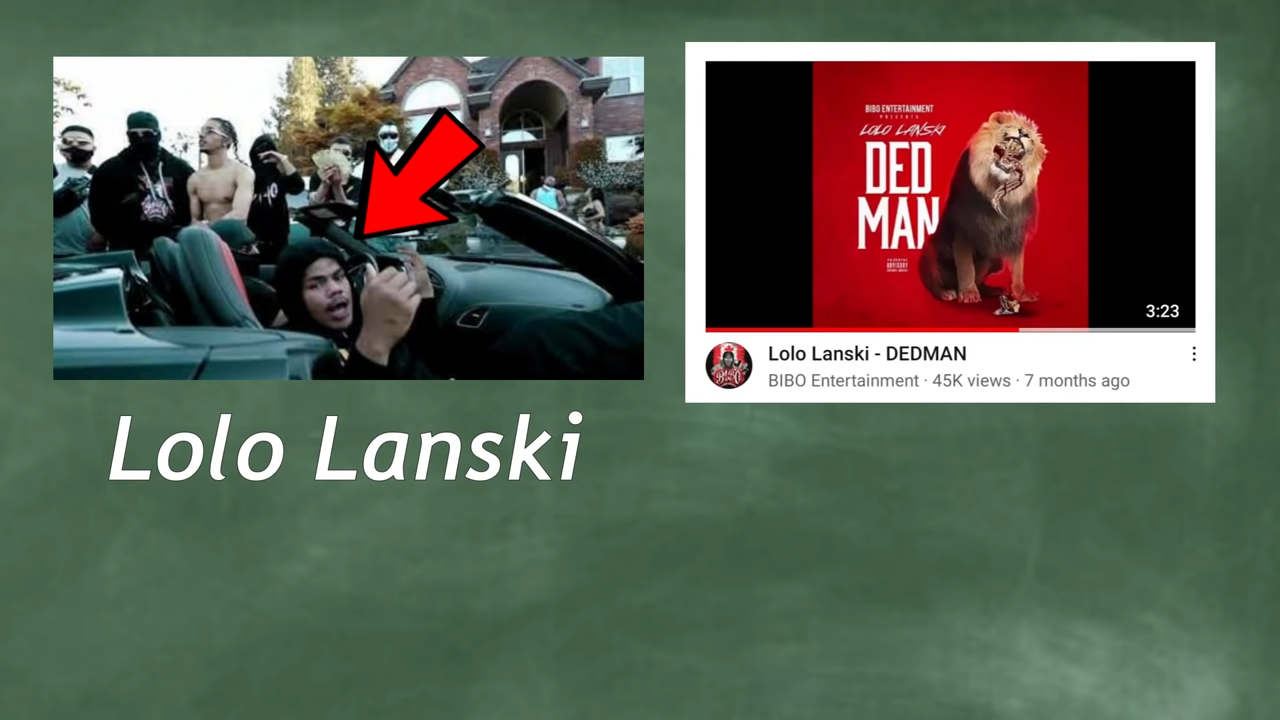 Lolo Lanski
BIBO ENTERTAINMENT
PRESENTS
LOLO LANSKI
DED
MAN
3:23
Lolo Lanski - DEDMAN
BIBO Entertainment · 45K views · 7 months ago